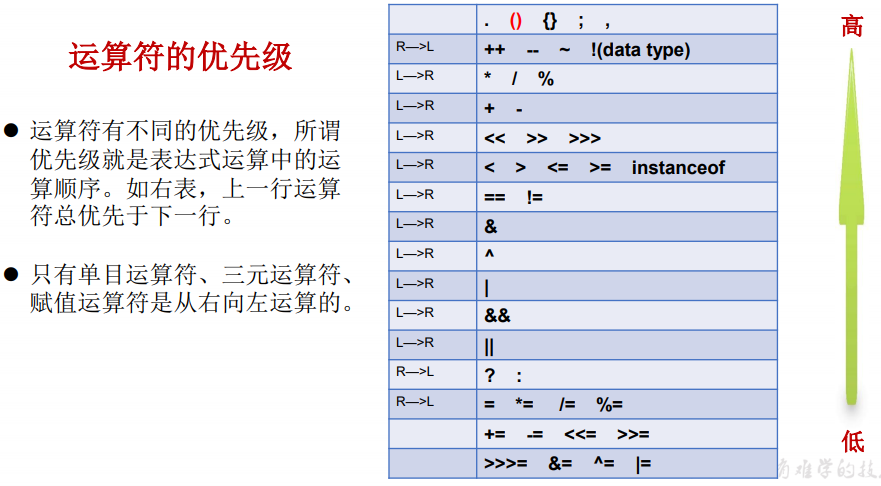 运算符的优先级
● 运算符有不同的优先级，所谓
优先级就是表达式运算中的运
算顺序。如右表，上一行运算
符总优先于下一行。
● 只有单目运算符、三元运算符、
赋值运算符是从右向左运算的。
. () {} ; ,
R—>L ++ -- ~ !(data type)
L—>R * / %
L—>R + -
L—>R << >> >>>
L—>R < > <= >= instanceof
L—>R == !=
L—>R &
L—>R ^
L—>R |
L—>R &&
L—>R ||
R—>L ? :
R—>L = *= /= %=
+= -= <<= >>=
>>>= &= ^= |=
高
低
难学的技